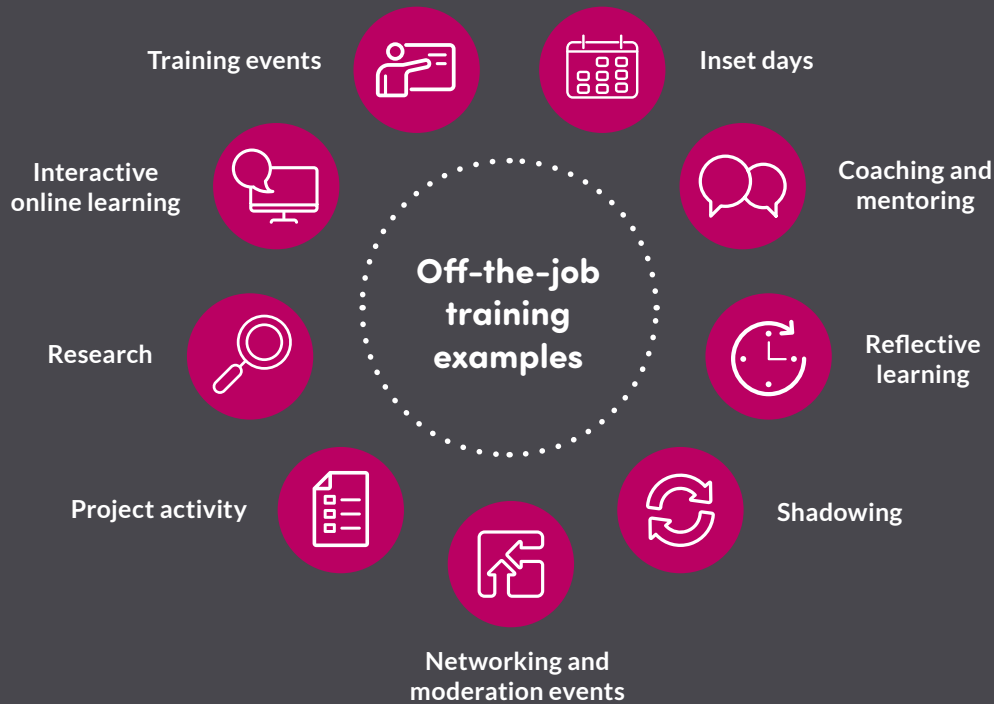 Training events
Inset days
Interactive
online learning
Coaching and
mentoring
Off-the-job
training
examples
Research
Reflective
learning
Project activity
Shadowing
Networking and
moderation events